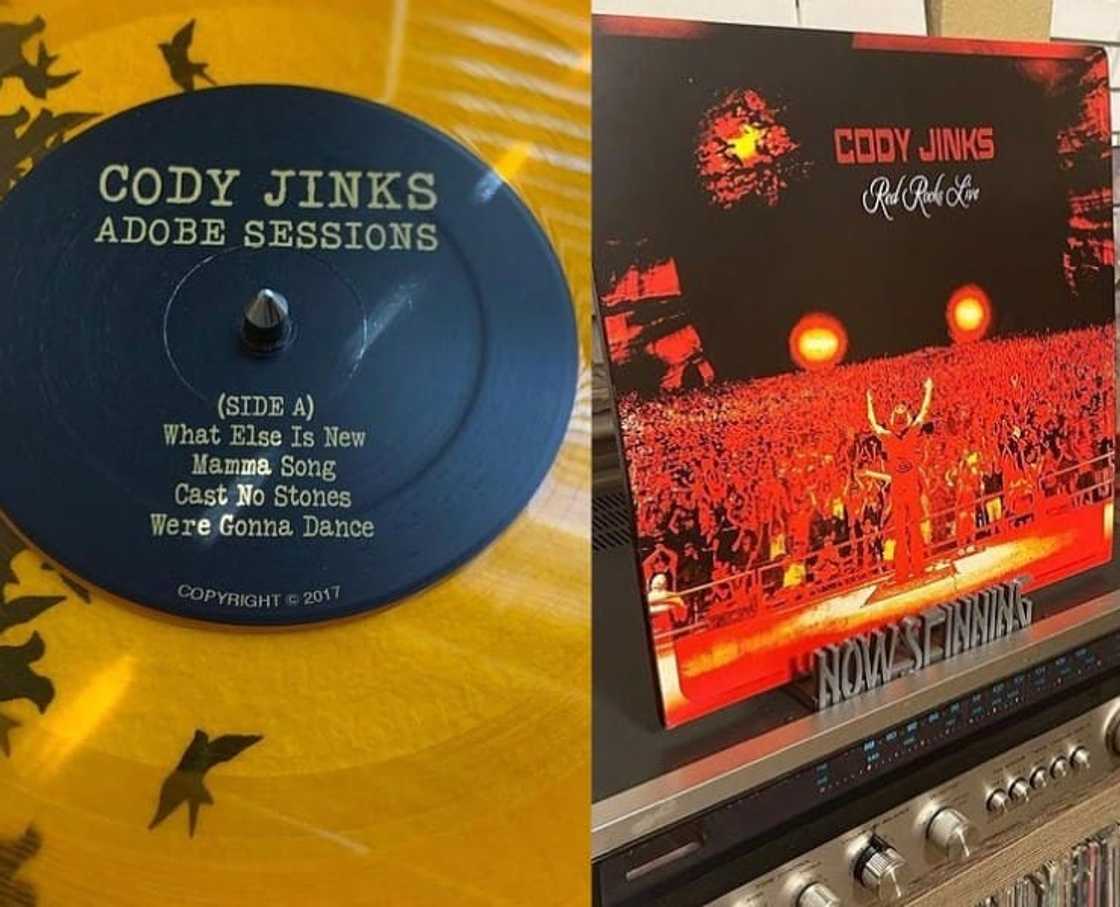 CODY JINKS
ADOBE SESSIONS
(SIDE A)
What Else Is New
Mamma Song
Cast No Stones
Were Gonna Dance
COPYRIGHT © 2017
CODY JINKS
Red Rocks Live
NOW SPINNING